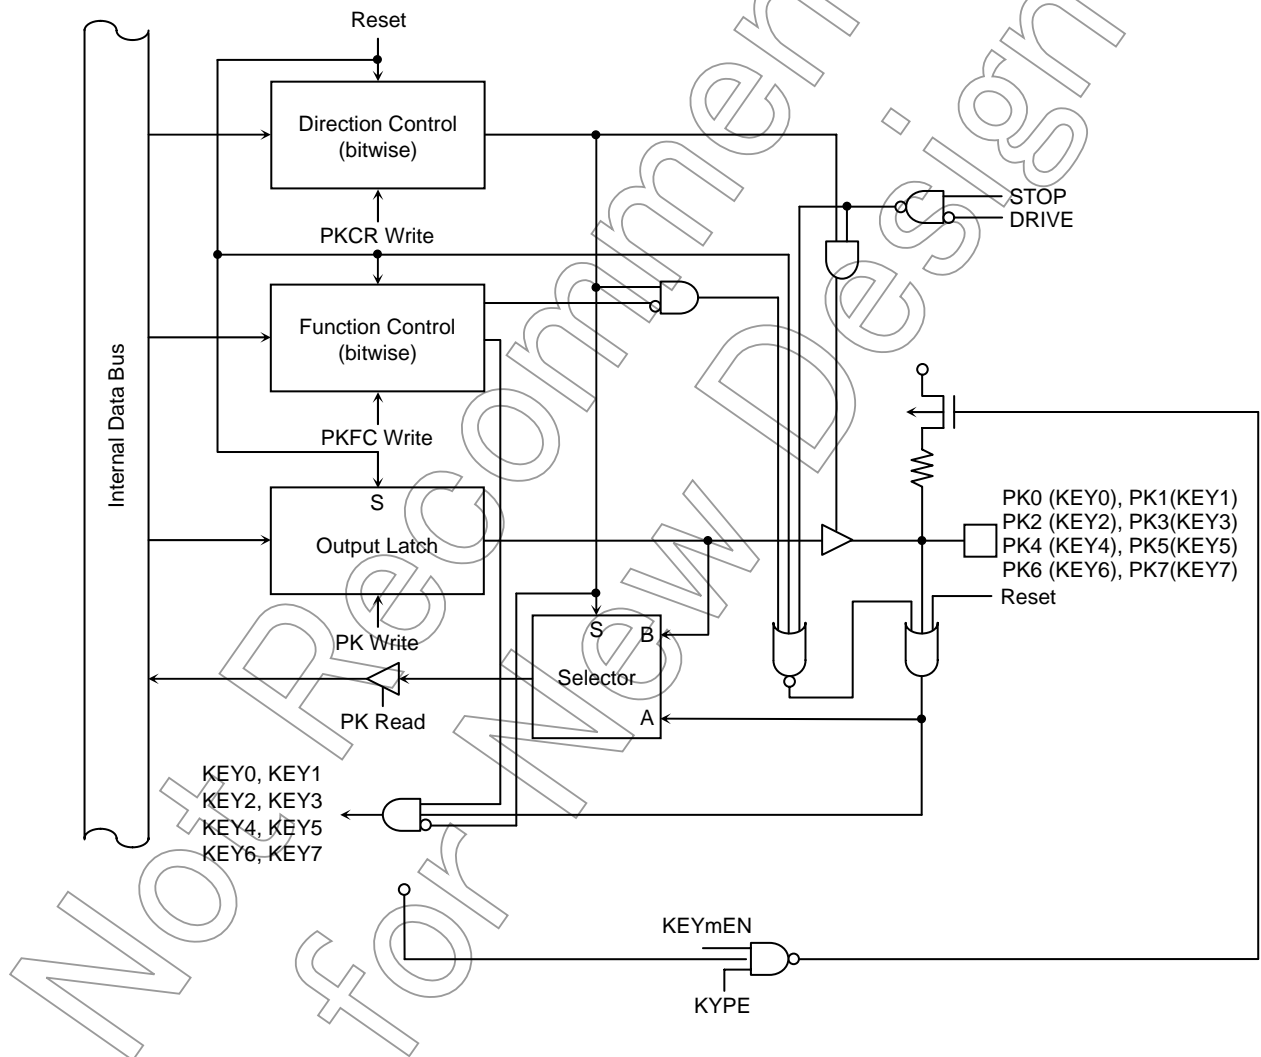 Reset
Direction Control
(bitwise)
STOP
DRIVE
PKCR Write
Function Control
(bitwise)
Internal Data Bus
PKFC Write
S
Output Latch
PK0 (KEY0), PK1(KEY1)
PK2 (KEY2), PK3(KEY3)
PK4 (KEY4), PK5(KEY5)
PK6 (KEY6), PK7(KEY7)
Reset
PK Write
S
B
Selector
A
PK Read
KEY0, KEY1
KEY2, KEY3
KEY4, KEY5
KEY6, KEY7
KEYmEN
KYPE
Not Recommen
for New Design